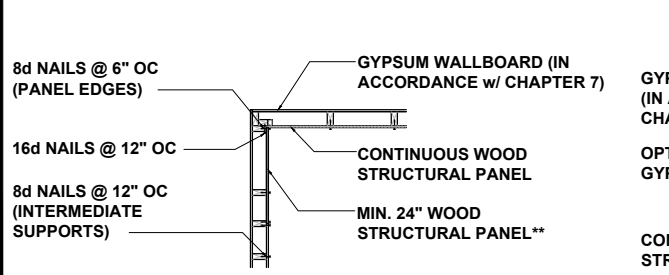 8d NAILS @ 6" OC
(PANEL EDGES)
16d NAILS @ 12" OC
8d NAILS @ 12" OC
(INTERMEDIATE
SUPPORTS)
GYPSUM WALLBOARD (IN
ACCORDANCE w/ CHAPTER 7)
CONTINUOUS WOOD
STRUCTURAL PANEL
MIN. 24" WOOD
STRUCTURAL PANEL**